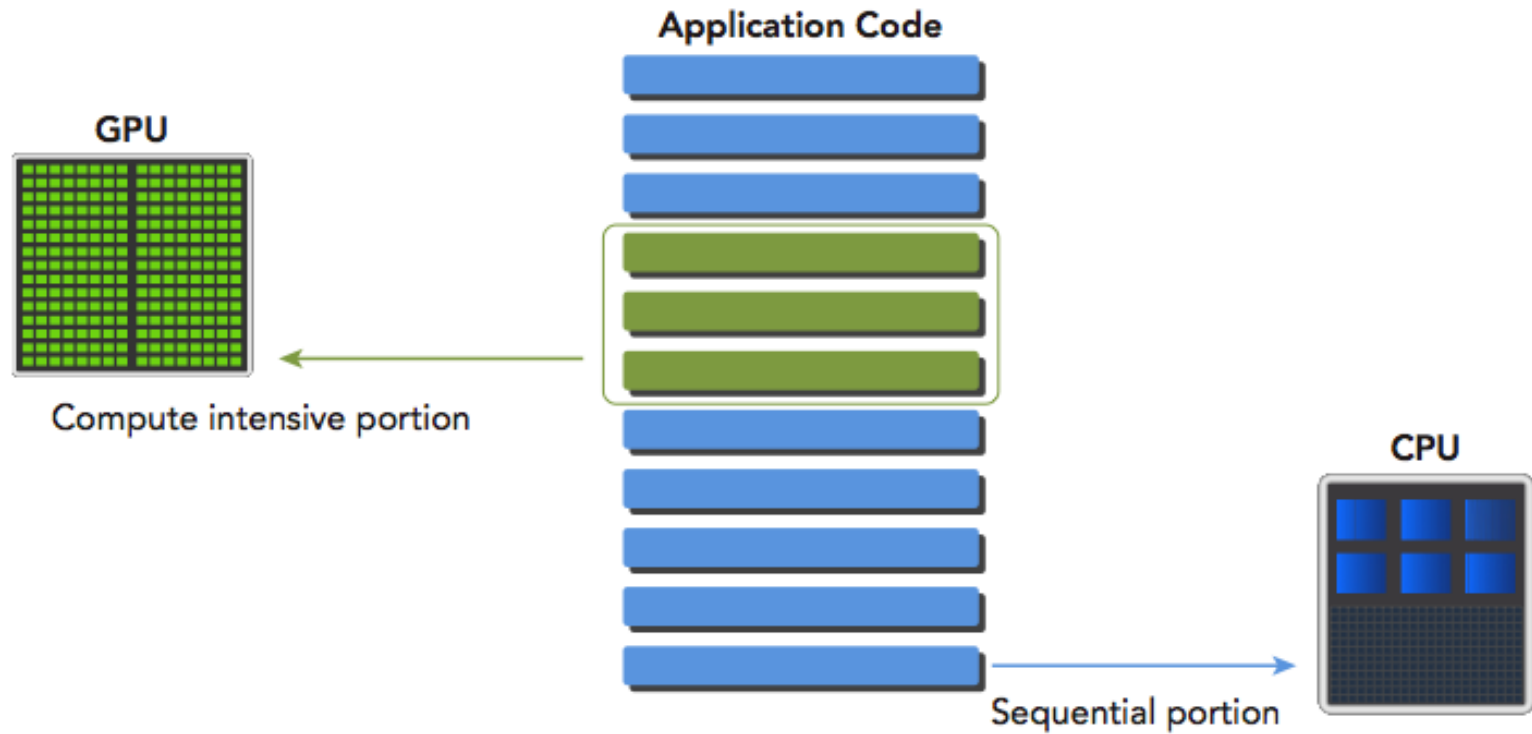 Application Code
GPU
Compute intensive portion
CPU
Sequential portion